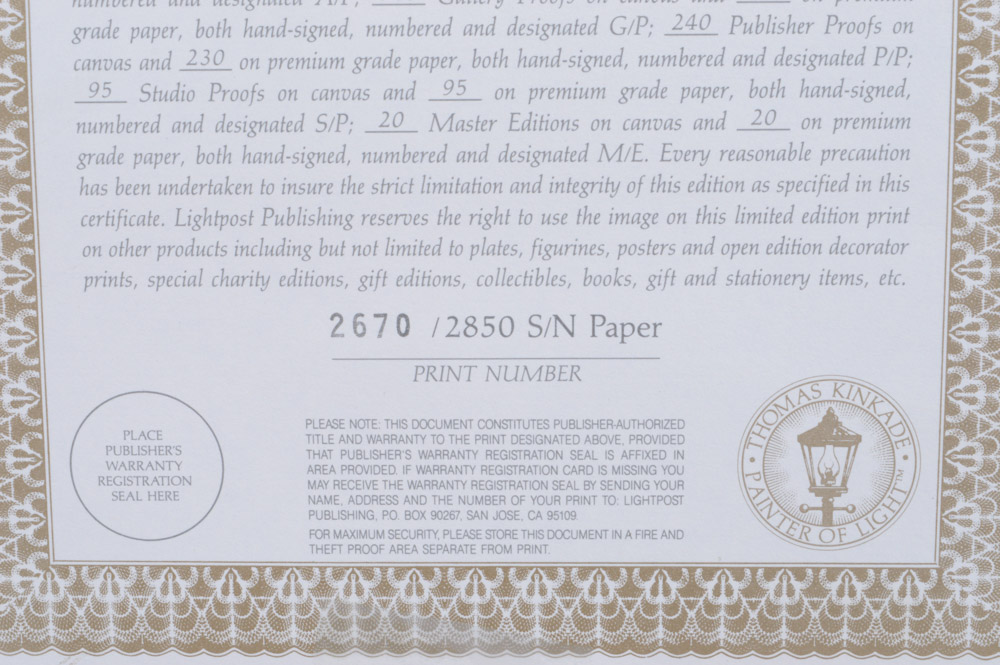 numbered and designated A/P; Gallery Proofs on canvas and on premium
grade paper, both hand-signed, numbered and designated G/P; 240 Publisher Proofs on
canvas and 230 on premium grade paper, both hand-signed, numbered and designated P/P;
95 Studio Proofs on canvas and 95 on premium grade paper, both hand-signed,
numbered and designated S/P; 20 Master Editions on canvas and 20 on premium
grade paper, both hand-signed, numbered and designated M/E. Every reasonable precaution
has been undertaken to insure the strict limitation and integrity of this edition as specified in this
certificate. Lightpost Publishing reserves the right to use the image on this limited edition print
on other products including but not limited to plates, figurines, posters and open edition decorator
prints, special charity editions, gift editions, collectibles, books, gift and stationery items, etc.
2670 /2850 S/N Paper
PRINT NUMBER
PLACE
PUBLISHER'S
WARRANTY
REGISTRATION
SEAL HERE
PLEASE NOTE: THIS DOCUMENT CONSTITUTES PUBLISHER-AUTHORIZED
TITLE AND WARRANTY TO THE PRINT DESIGNATED ABOVE, PROVIDED
THAT PUBLISHER'S WARRANTY REGISTRATION SEAL IS AFFIXED IN
AREA PROVIDED. IF WARRANTY REGISTRATION CARD IS MISSING YOU
MAY RECEIVE THE WARRANTY REGISTRATION SEAL BY SENDING YOUR
NAME, ADDRESS AND THE NUMBER OF YOUR PRINT TO: LIGHTPOST
PUBLISHING, P.O. BOX 90267, SAN JOSE, CA 95109
FOR MAXIMUM SECURITY, PLEASE STORE THIS DOCUMENT IN A FIRE AND
THEFT PROOF AREA SEPARATE FROM PRINT.
• THOMAS KINKADE •
PAINTER OF LIGHT™